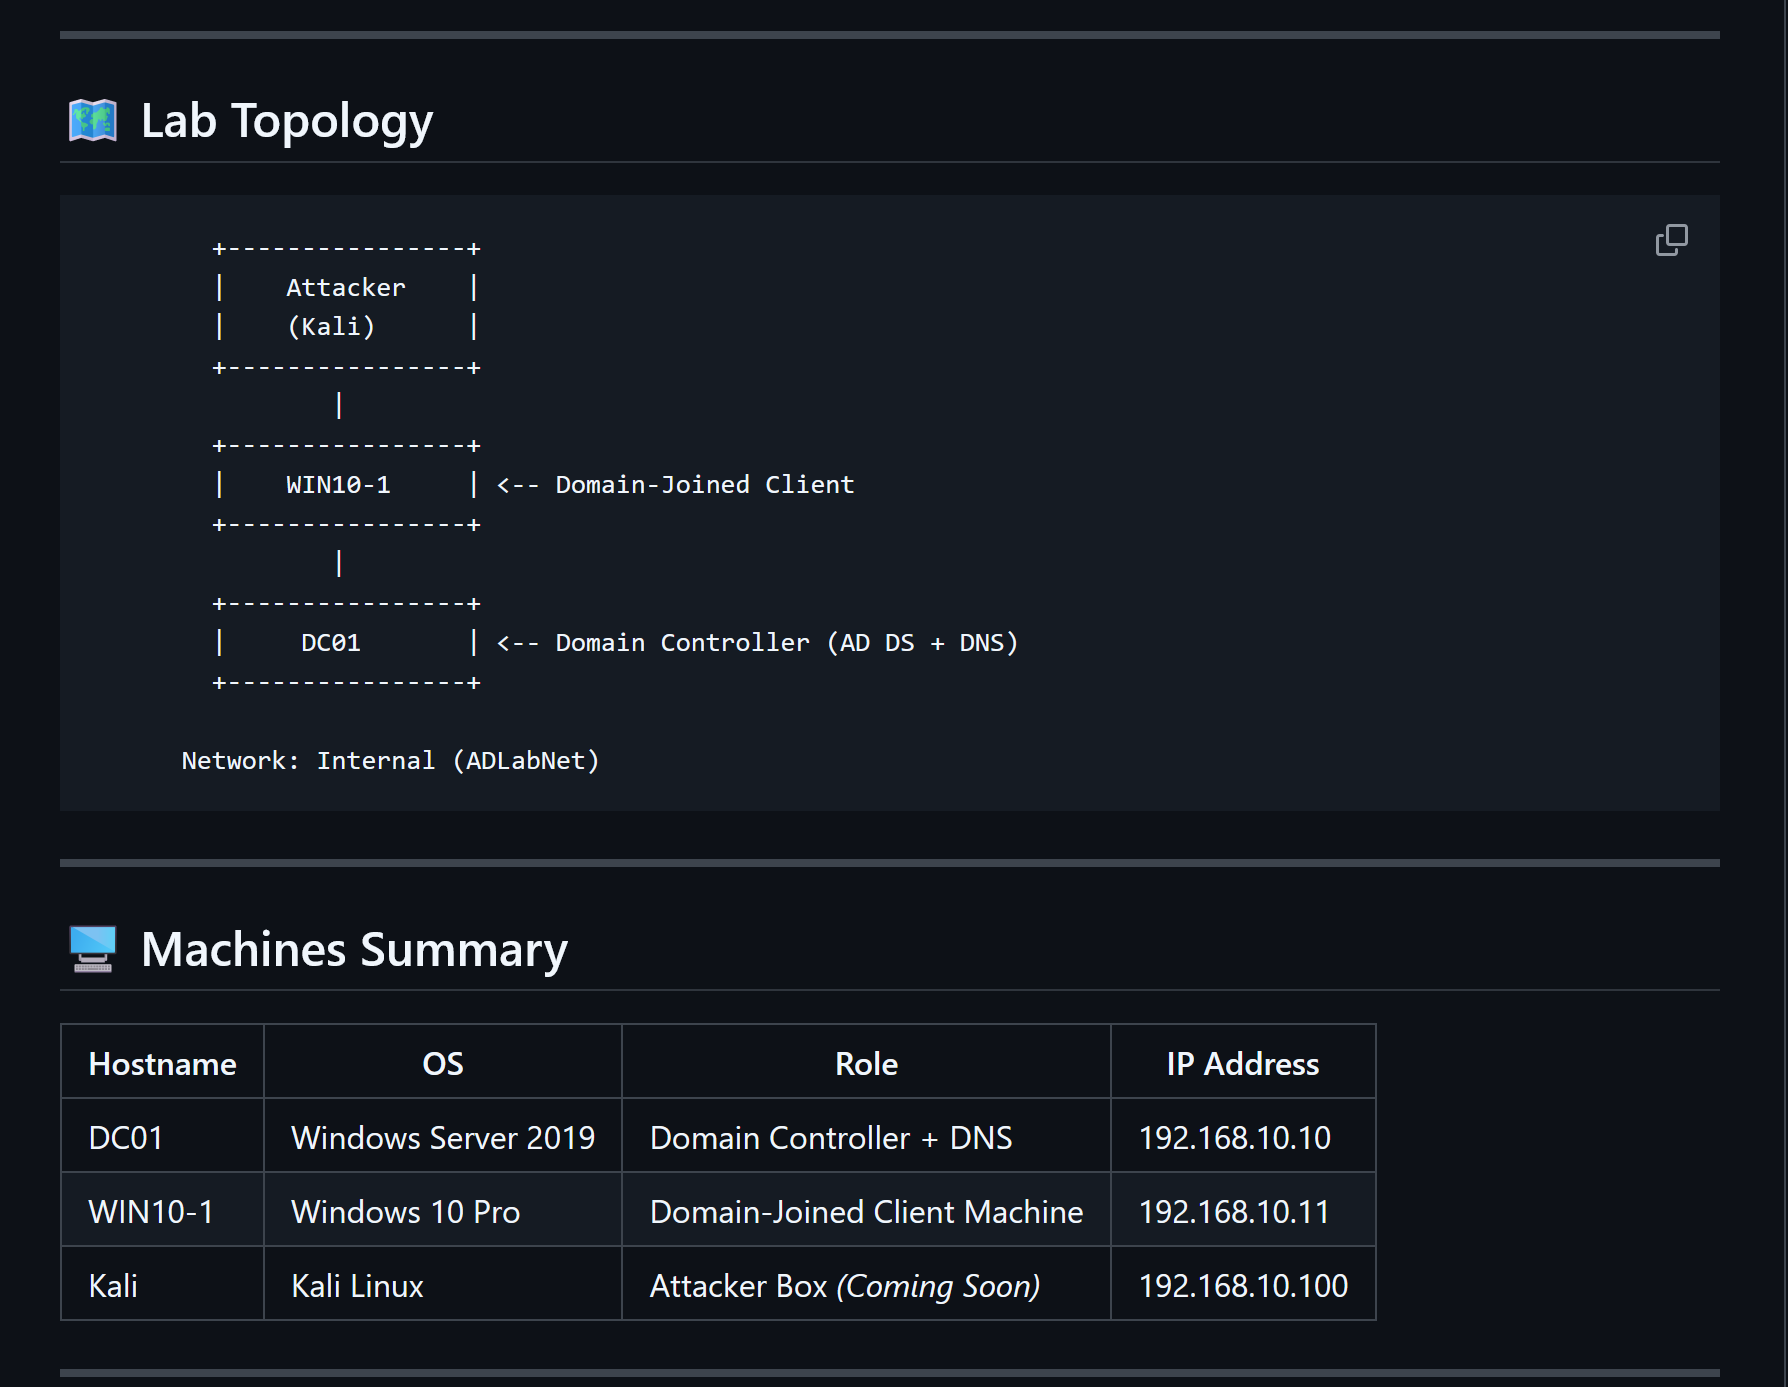 Lab Topology
+----------------+
|    Attacker    |
|    (Kali)      |
+----------------+
|
+----------------+
|    WIN10-1     | <-- Domain-Joined Client
+----------------+
|
+----------------+
|     DC01       | <-- Domain Controller (AD DS + DNS)
+----------------+
Network: Internal (ADLabNet)
Machines Summary
Hostname OS Role IP Address
DC01 Windows Server 2019 Domain Controller + DNS 192.168.10.10
WIN10-1 Windows 10 Pro Domain-Joined Client Machine 192.168.10.11
Kali Kali Linux Attacker Box (Coming Soon) 192.168.10.100